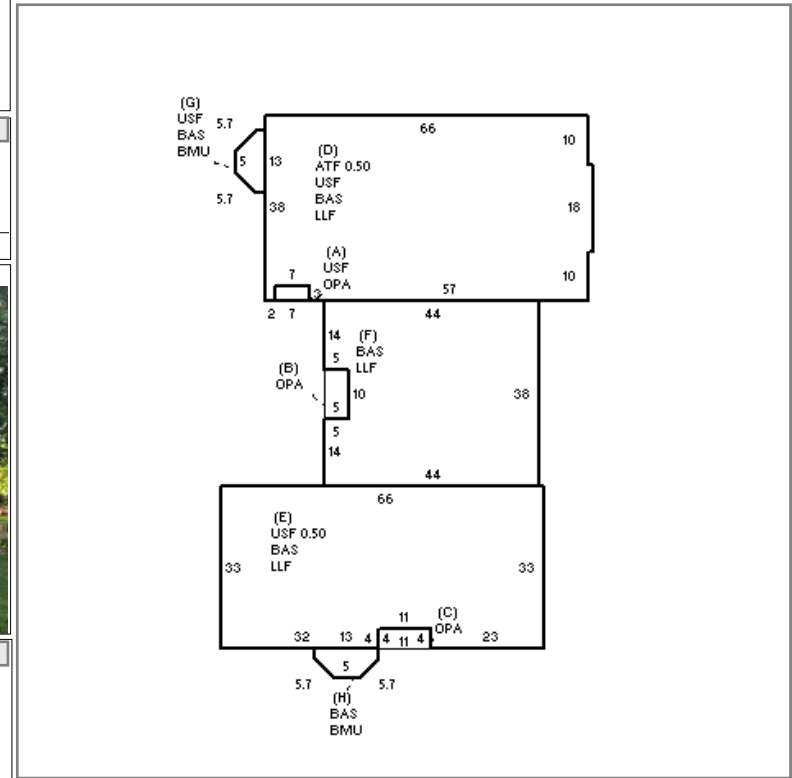 (G)
USF
BAS
BMU
5.7
5
13
5.7
38
66
10
(D)
ATF 0.50
USF
BAS
LLF
18
10
(A)
USF
OPA
7
3
57
2 7
44
14
5
(F)
BAS
LLF
(B)
OPA
10
5
38
5
14
44
66
(E)
USF 0.50
BAS
LLF
33
33
11
(C)
OPA
32
13
4
4
11
4
23
5
5.7
5.7
(H)
BAS
BMU